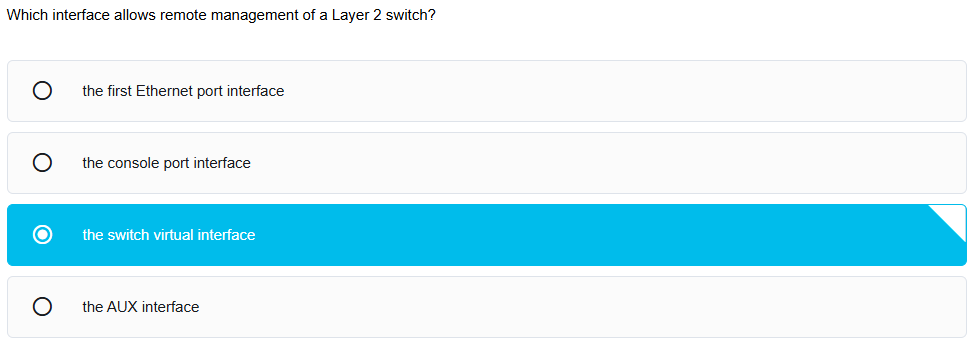 Which interface allows remote management of a Layer 2 switch?
the first Ethernet port interface
the console port interface
the switch virtual interface
the AUX interface